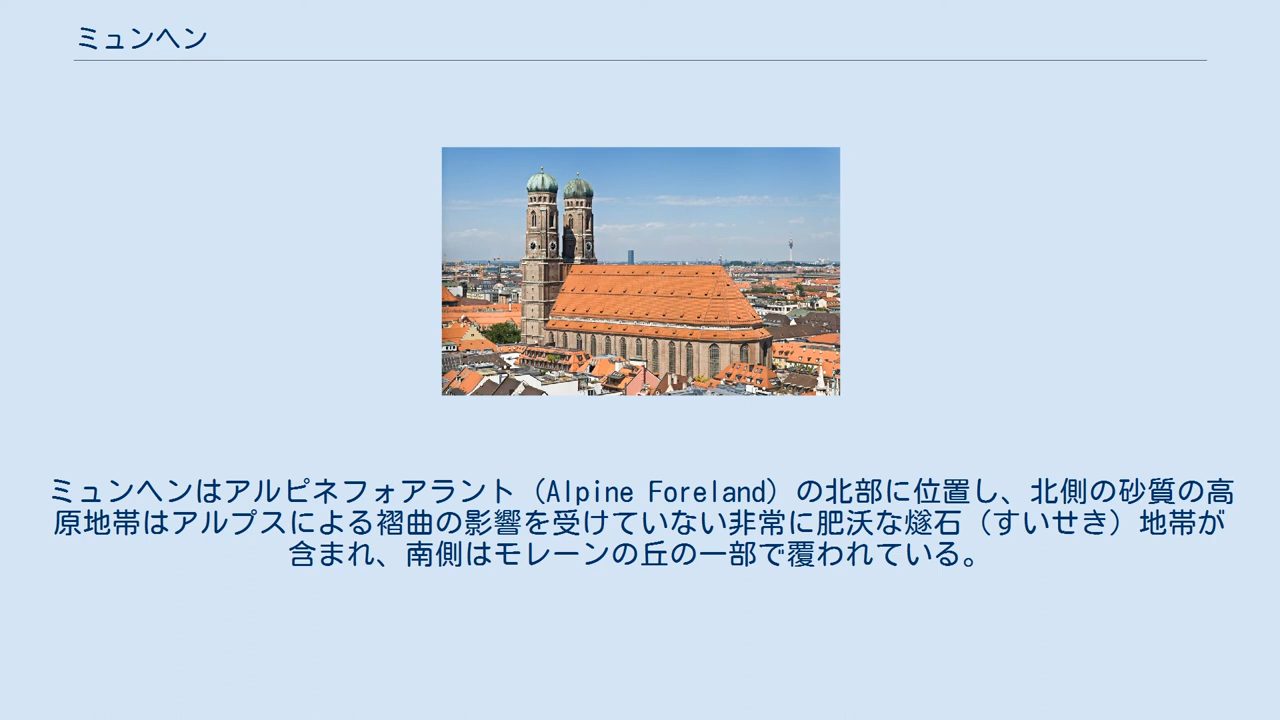 ミュンヘン
ミュンヘンはアルピネフォアラント（Alpine Foreland）の北部に位置し、北側の砂質の高
原地帯はアルプスによる褶曲の影響を受けていない非常に肥沃な燧石（すいせき）地帯が
含まれ、南側はモレーンの丘の一部で覆われている。